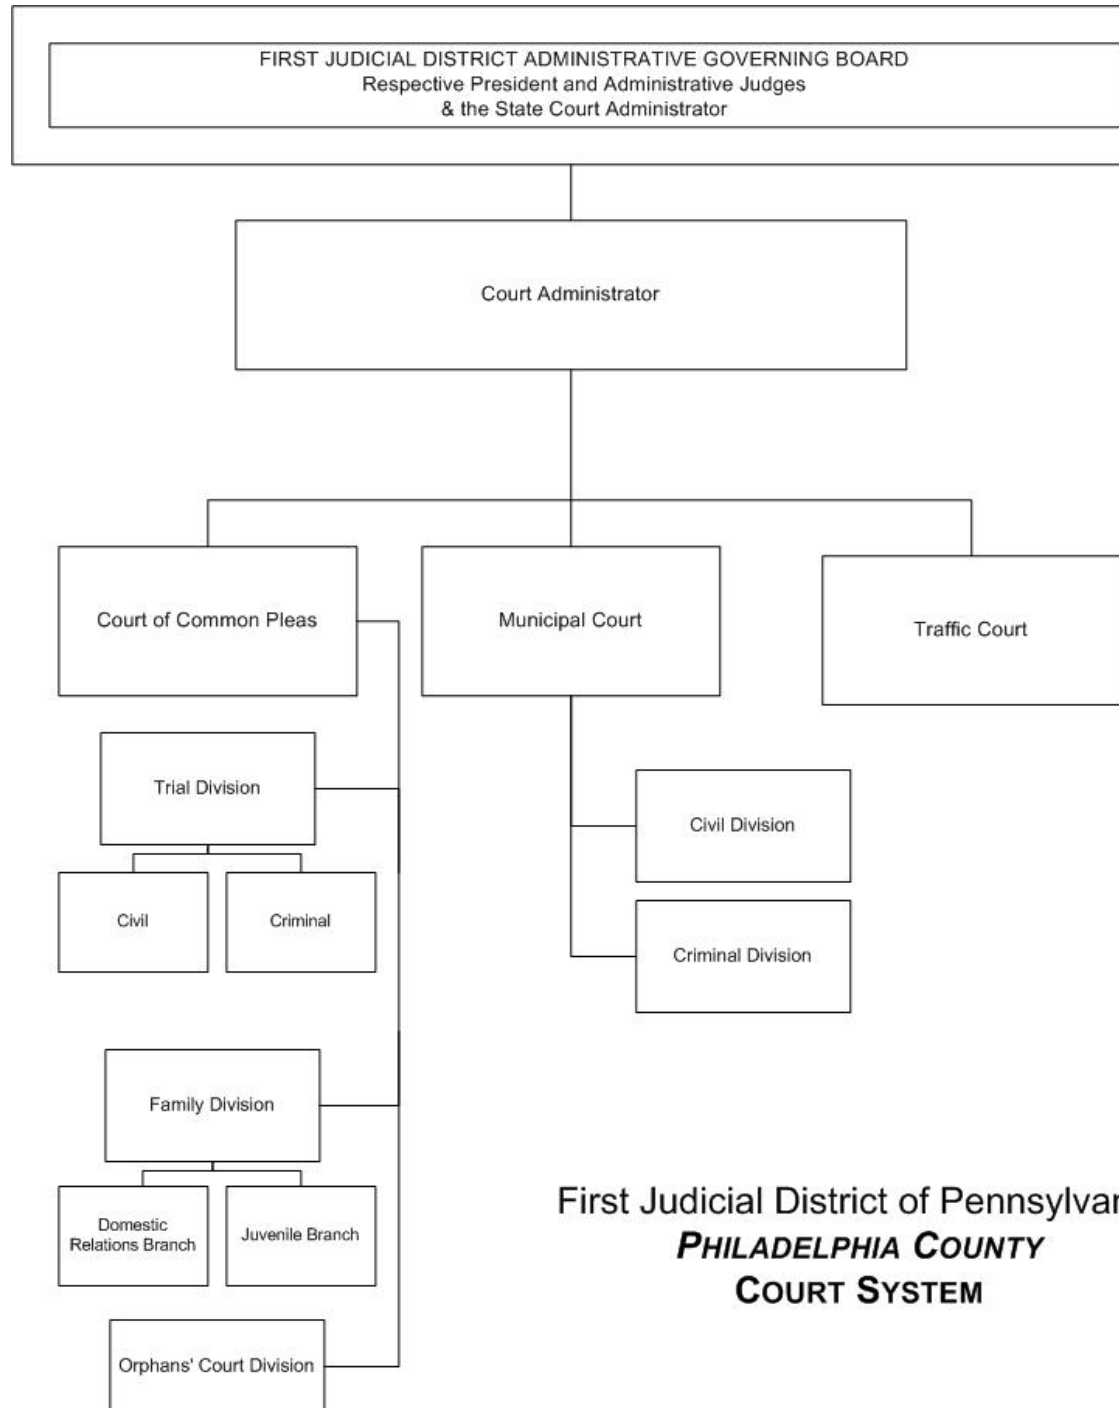 FIRST JUDICIAL DISTRICT ADMINISTRATIVE GOVERNING BOARD
Respective President and Administrative Judges
& the State Court Administrator
Court Administrator
Court of Common Pleas
Municipal Court
Traffic Court
Trial Division
Civil
Criminal
Civil Division
Criminal Division
Family Division
Domestic
Relations Branch
Juvenile Branch
Orphans' Court Division
First Judicial District of Pennsylvan
PHILADELPHIA COUNTY
COURT SYSTEM